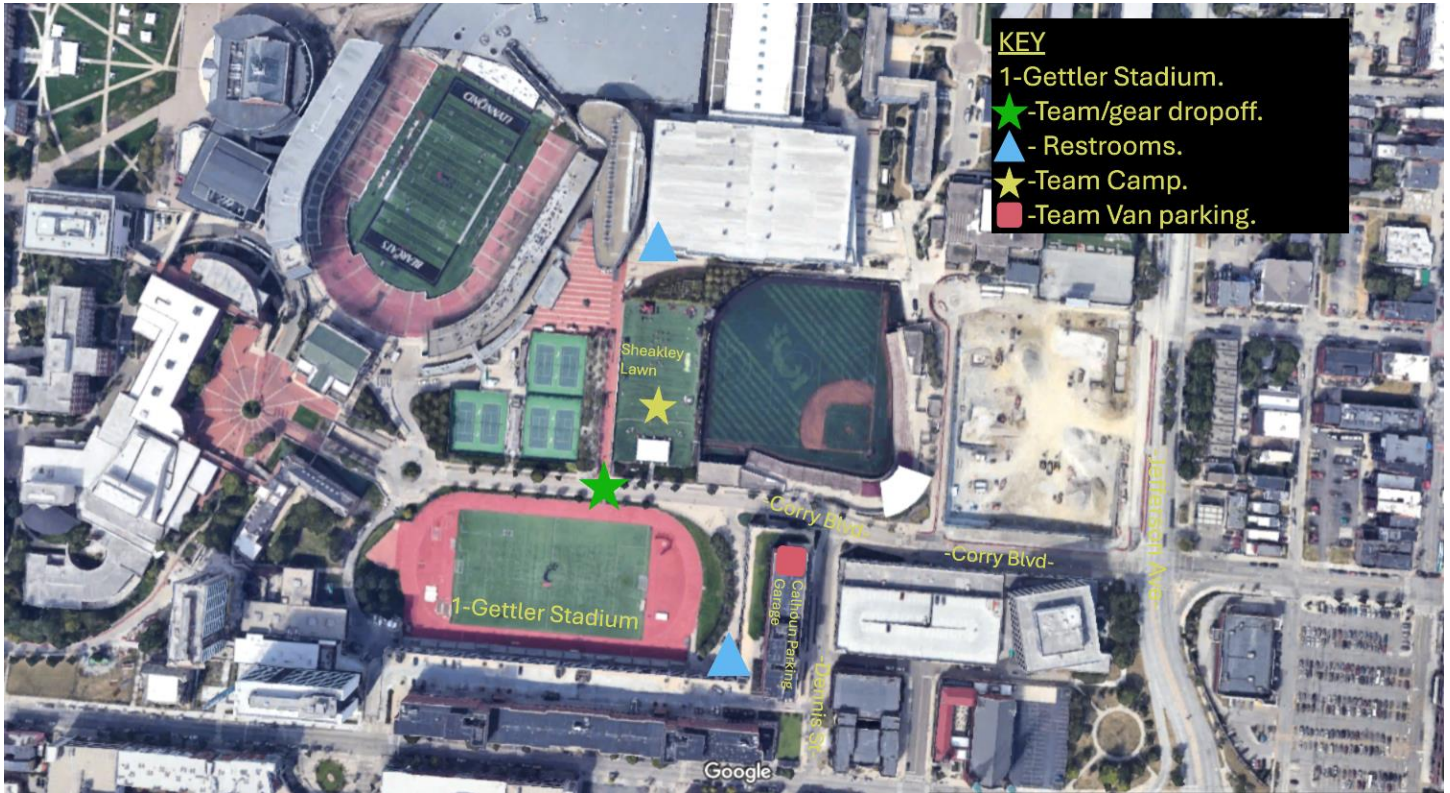 KEY
1-Gettler Stadium.
-Team/gear dropoff.
- Restrooms.
-Team Camp.
-Team Van parking.
CINCINNATI
BEARCATS
Sheakley
Lawn
-Corry Blvd-
-Corry Blvd-
-Jefferson Ave-
1-Gettler Stadium
Calhoun Parking
Garage
-Dennis St-
Google